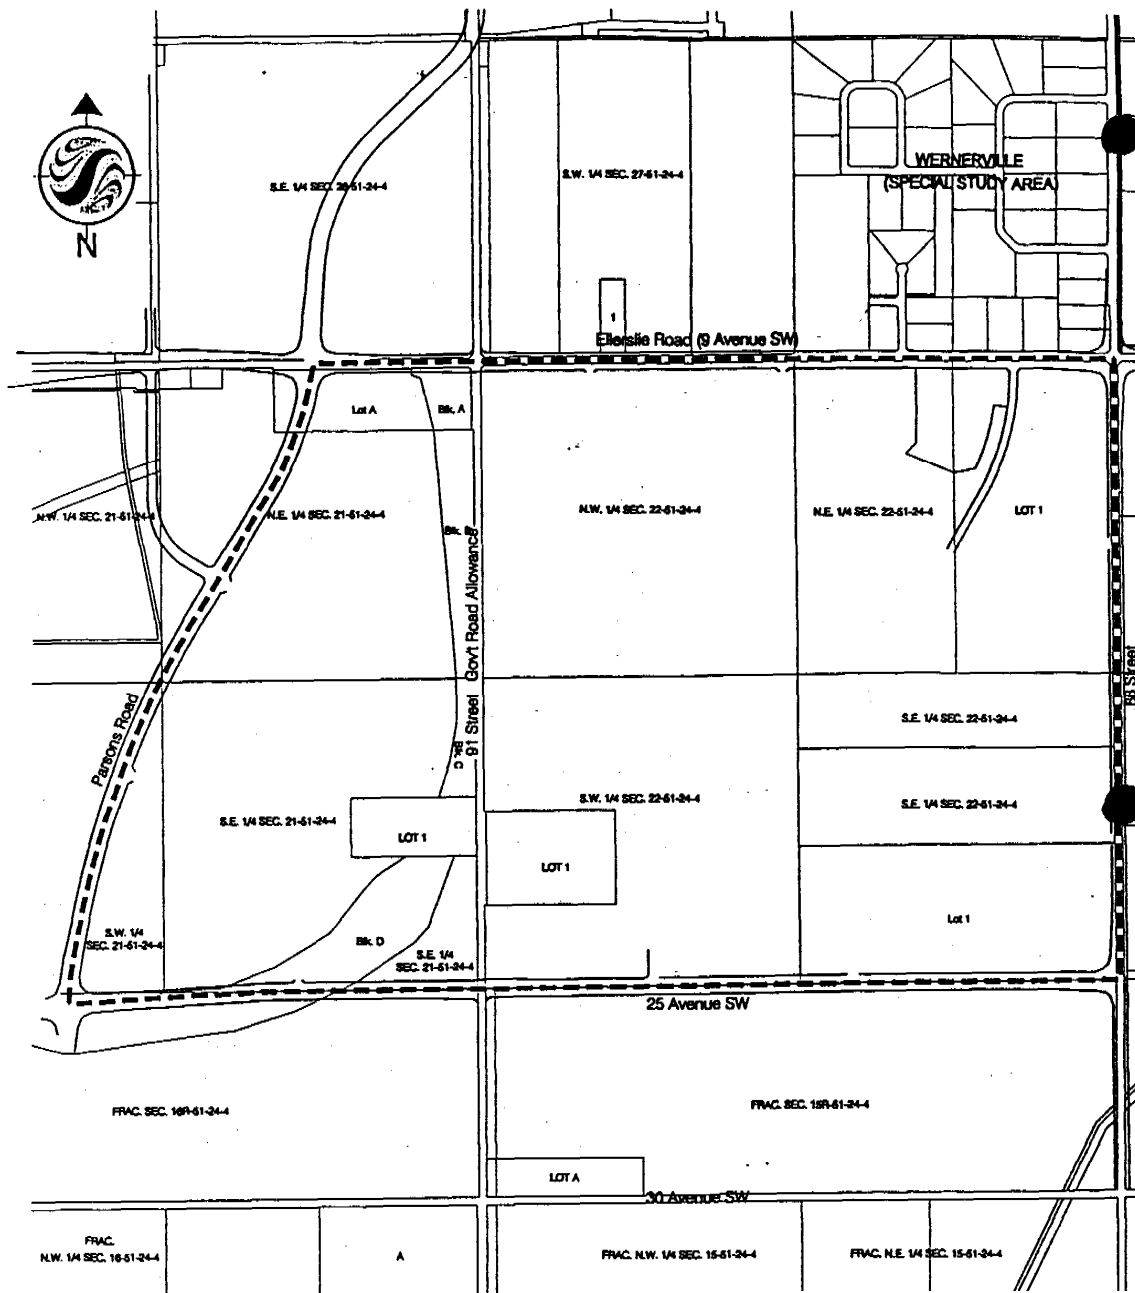 WERNERVILLE
(SPECIAL STUDY AREA)
S.E. 1/4 SEC. 28-51-24-4
S.W. 1/4 SEC. 27-51-24-4
N
1
Ellerslie Road (9 Avenue SW)
Lot A
Blk. A
N.W. 1/4 SEC. 21-51-24-4
N.E. 1/4 SEC. 21-51-24-4
Blk. B
N.W. 1/4 SEC. 22-51-24-4
N.E. 1/4 SEC. 22-51-24-4
LOT 1
91 Street Gov't Road Allowance
Parsons Road
Blk. C
Street
S.E. 1/4 SEC. 22-51-24-4
S.E. 1/4 SEC. 21-51-24-4
S.W. 1/4 SEC. 22-51-24-4
S.E. 1/4 SEC. 22-51-24-4
LOT 1
LOT 1
Lot 1
S.W. 1/4
SEC. 21-51-24-4
Blk. D
S.E. 1/4
SEC. 21-51-24-4
25 Avenue SW
FRAC. SEC. 16R-51-24-4
FRAC. SEC. 15R-51-24-4
LOT A
30 Avenue SW
FRAC.
N.W. 1/4 SEC. 16-51-24-4
A
FRAC. N.W. 1/4 SEC. 15-51-24-4
FRAC. N.E. 1/4 SEC. 15-51-24-4